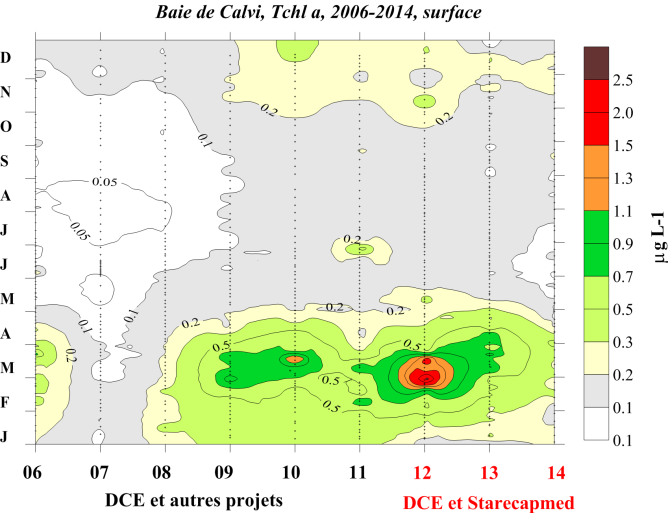 Baie de Calvi, Tchl a, 2006-2014, surface
D
N
O
S
A
J
J
M
A
M
F
J
06 07 08 09 10 11 12 13 14
DCE et autres projets
DCE et Starecapmed
2.5
2.0
1.5
1.3
1.1
0.9
0.7
0.5
0.3
0.2
0.1
0.1
µg L-1
0.2
0.2
0.1
0.05
0.05
0.2
0.2
0.2
0.2
0.1
0.1
0.2
0.5
0.5
0.5
0.5